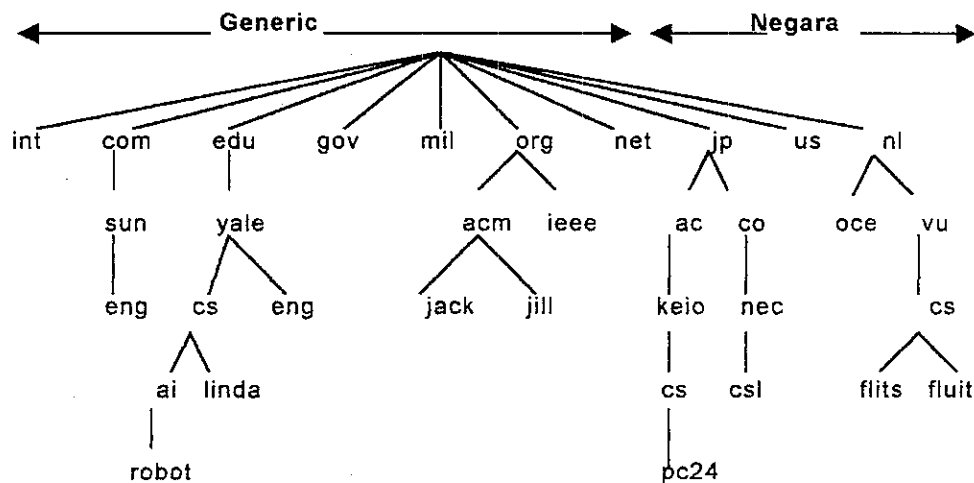 Generic Negara
int com edu gov mil org net jp us nl
sun yale acm ieee ac co oce vu
eng cs eng jack jill keio nec cs
ai linda cs csl flits fluit
robot pc24